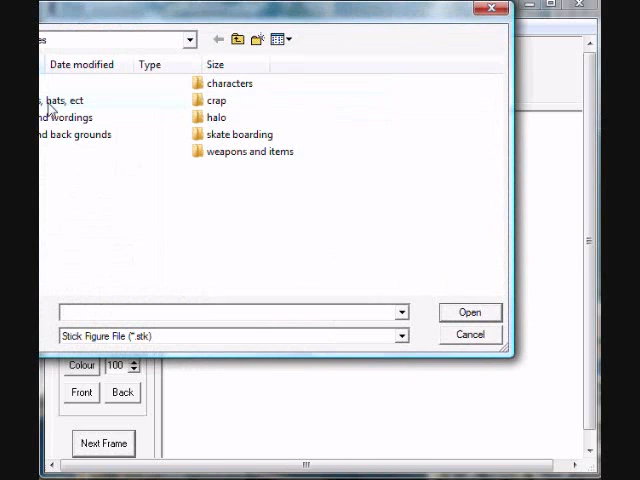 es
Date modified Type Size
characters
s, hats, ect crap
nd wordings halo
nd back grounds skate boarding
weapons and items
Open
Stick Figure File (*.stk) Cancel
Colour 100
Front Back
Next Frame